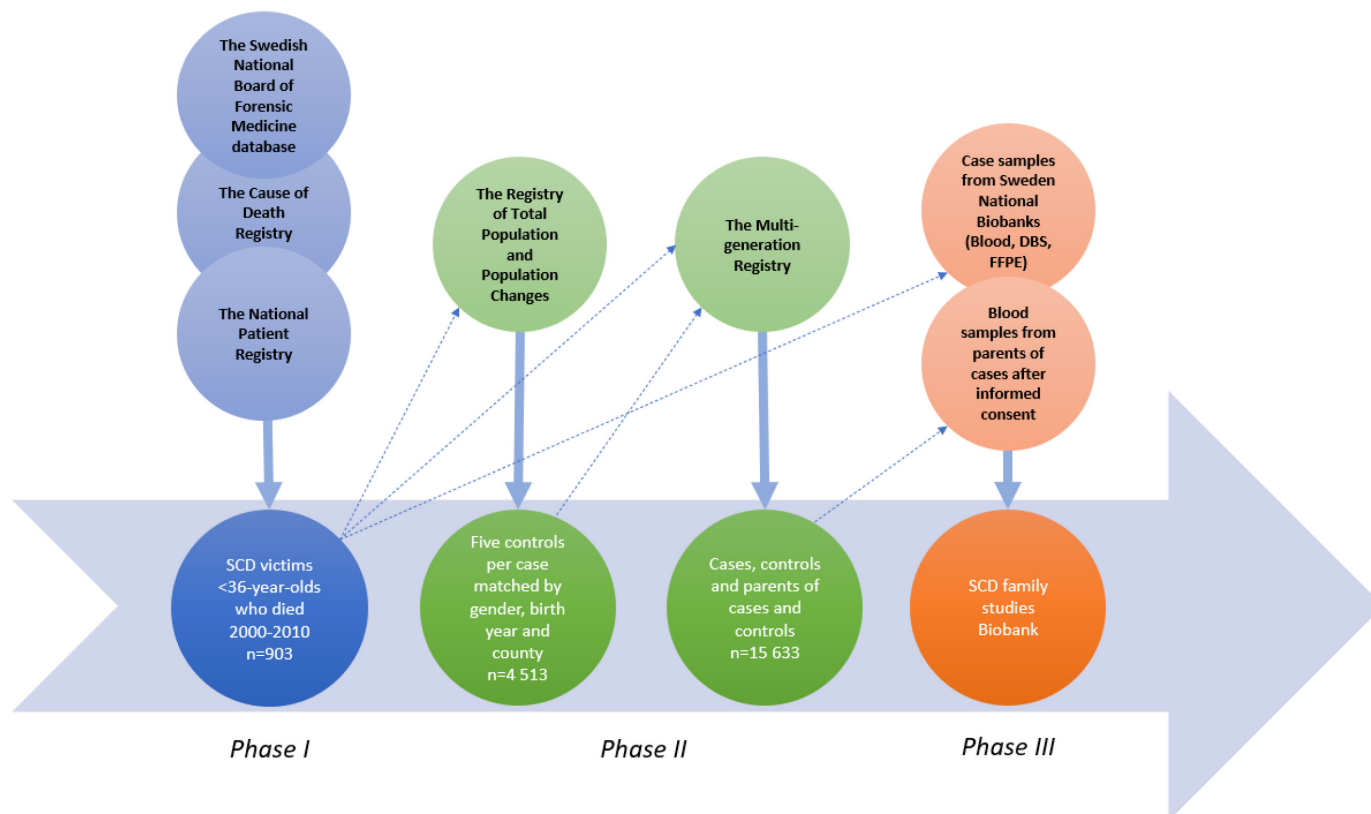 The Swedish
National
Board of
Forensic
Medicine
database
The Cause of
Death
Registry
The National
Patient
Registry
The Registry
of Total
Population
and
Population
Changes
The Multi-
generation
Registry
Case samples
from Sweden
National
Biobanks
(Blood, DBS,
FFPE)
Blood
samples from
parents of
cases after
informed
consent
SCD victims
<36-year-olds
who died
2000-2010
n=903
Five controls
per case
matched by
gender, birth
year and
county
n=4 513
Cases, controls
and parents of
cases and
controls
n=15 633
SCD family
studies
Biobank
Phase I
Phase II
Phase III